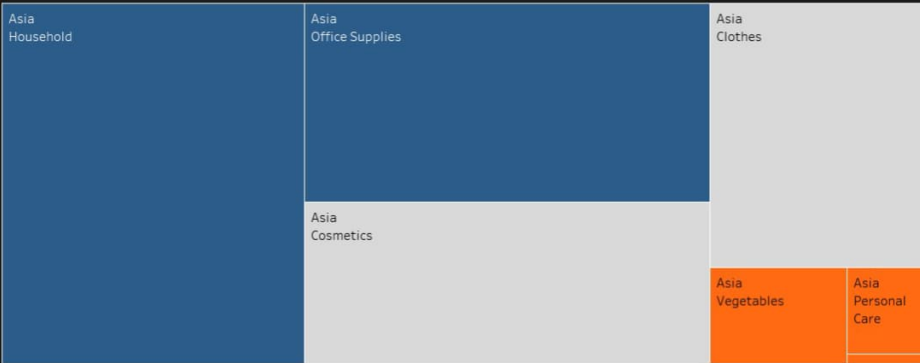 Asia
Household
Asia
Office Supplies
Asia
Cosmetics
Asia
Clothes
Asia
Vegetables
Asia
Personal
Care